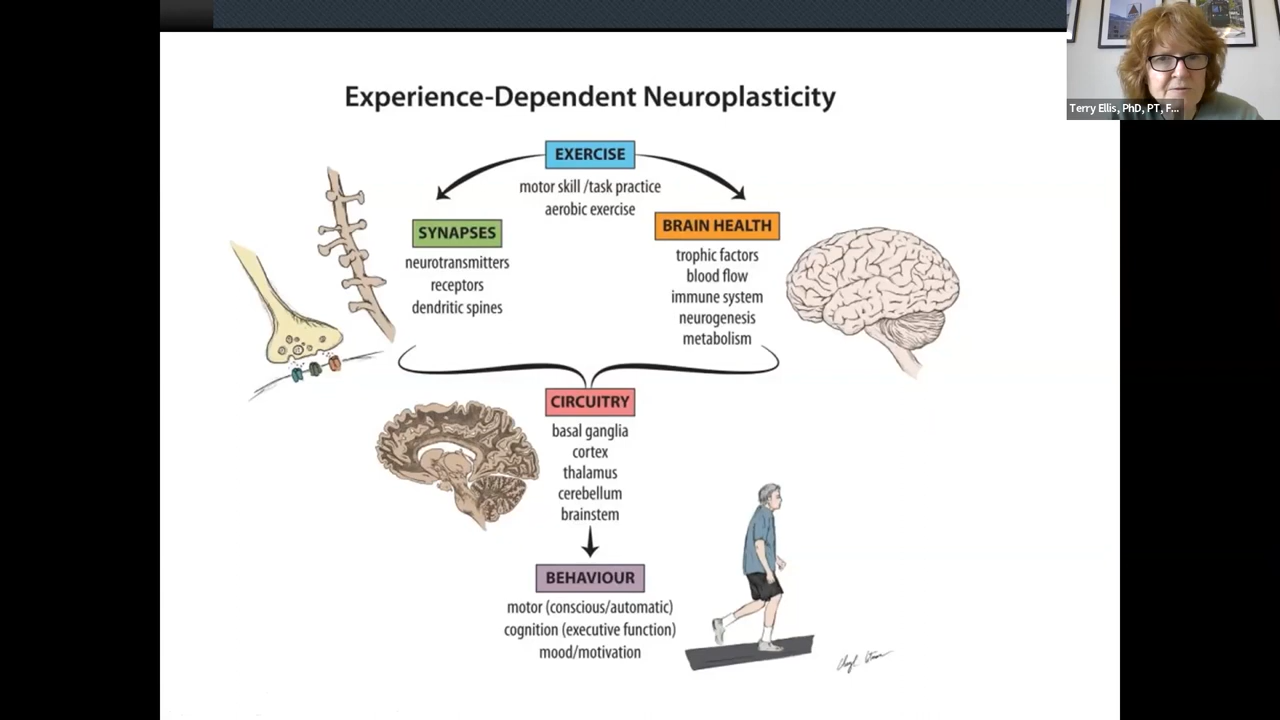 Experience-Dependent Neuroplasticity
Terry Ellis, PhD, PT, F...
EXERCISE
motor skill /task practice
aerobic exercise
SYNAPSES
neurotransmitters
receptors
dendritic spines
BRAIN HEALTH
trophic factors
blood flow
immune system
neurogenesis
metabolism
CIRCUITRY
basal ganglia
cortex
thalamus
cerebellum
brainstem
BEHAVIOUR
motor (conscious/automatic)
cognition (executive function)
mood/motivation